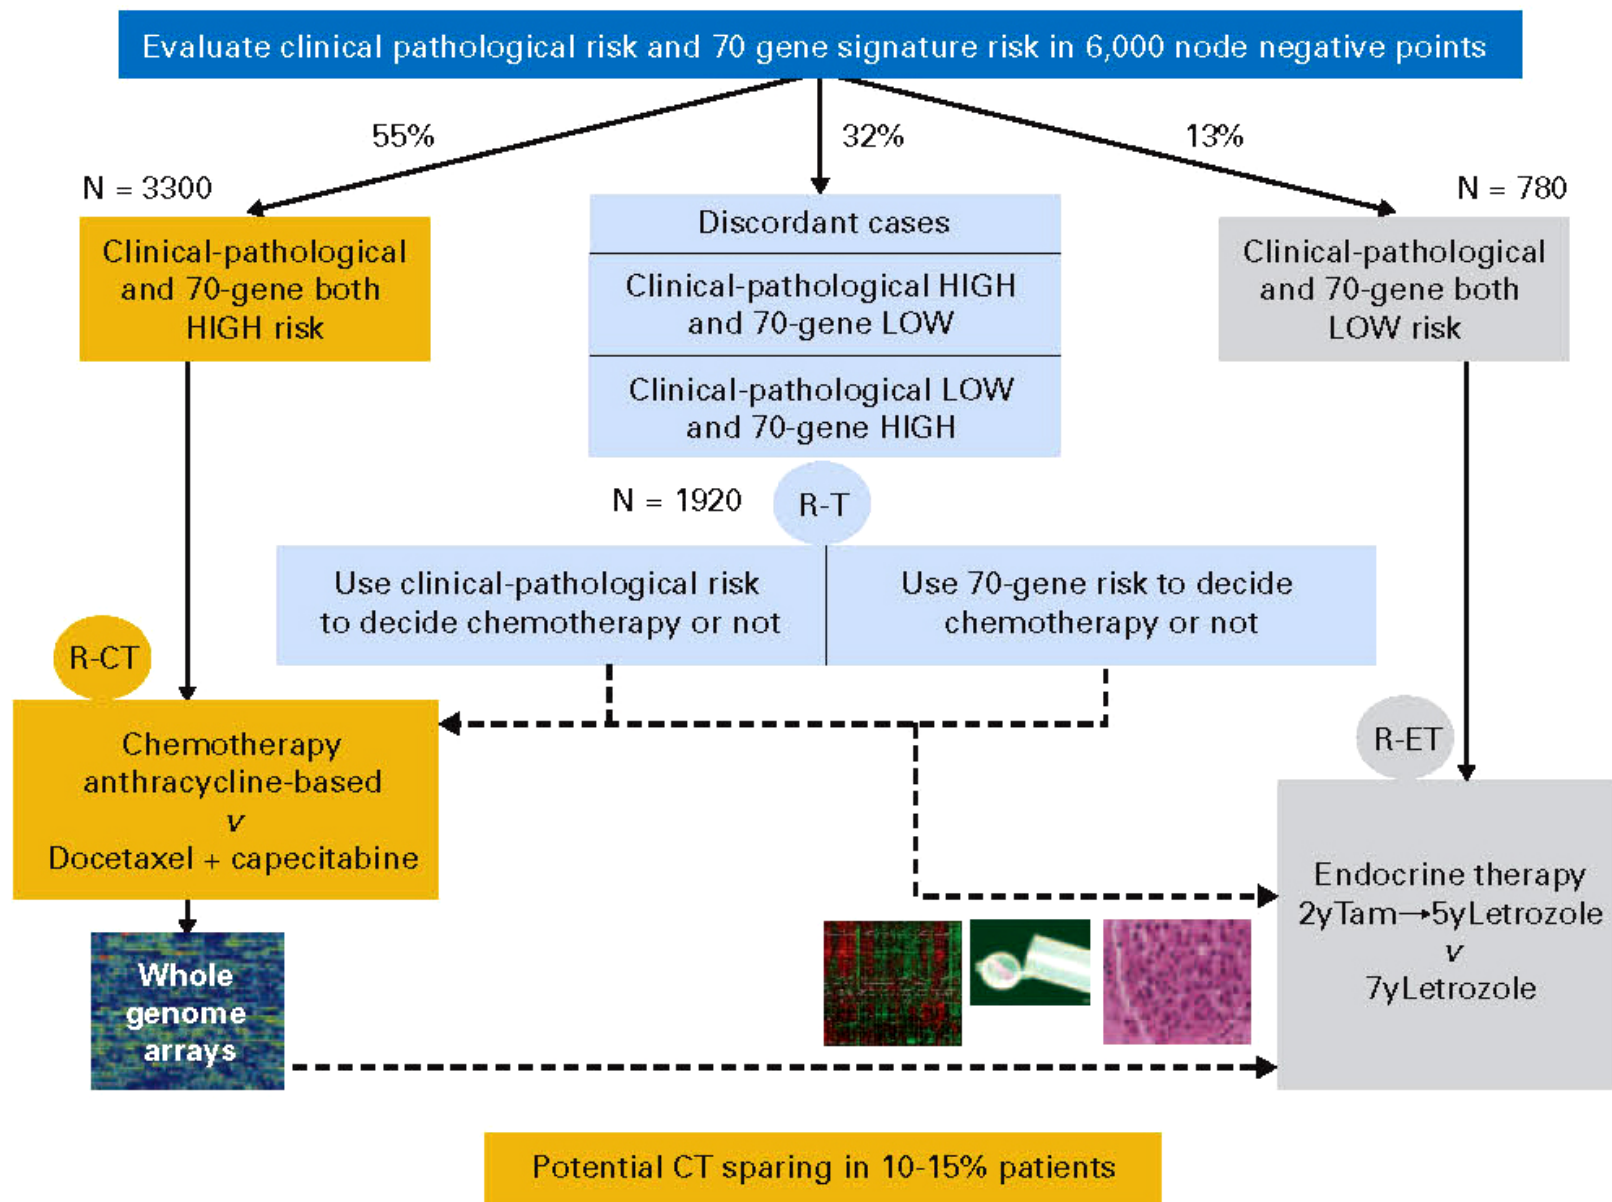 Evaluate clinical pathological risk and 70 gene signature risk in 6,000 node negative points
55%
32%
13%
N = 3300
N = 780
Clinical-pathological
and 70-gene both
HIGH risk
Discordant cases
Clinical-pathological HIGH
and 70-gene LOW
Clinical-pathological LOW
and 70-gene HIGH
Clinical-pathological
and 70-gene both
LOW risk
N = 1920
R-T
Use clinical-pathological risk
to decide chemotherapy or not
Use 70-gene risk to decide
chemotherapy or not
R-CT
Chemotherapy
anthracycline-based
v
Docetaxel + capecitabine
R-ET
Endocrine therapy
2yTam→5yLetrozole
v
7yLetrozole
Whole
genome
arrays
Potential CT sparing in 10-15% patients